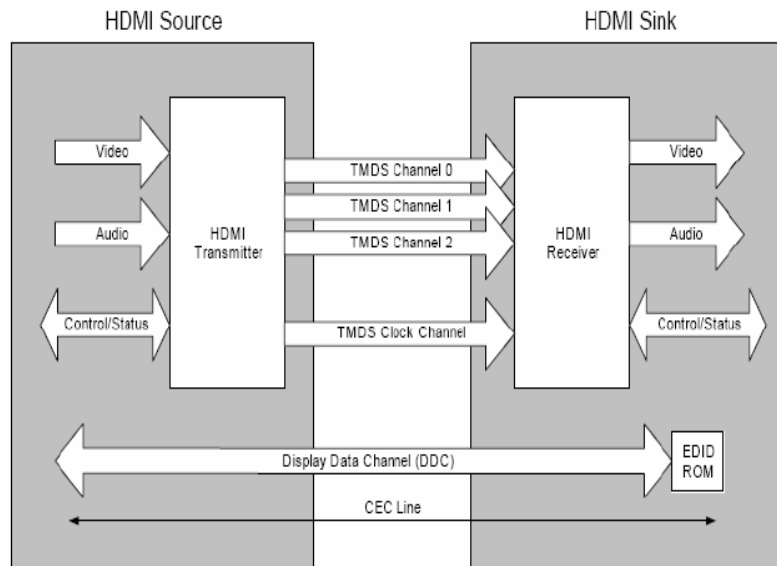 HDMI Source
HDMI Sink
Video
TMDS Channel 0
Video
TMDS Channel 1
Audio
HDMI
Transmitter
TMDS Channel 2
HDMI
Receiver
Audio
Control/Status
TMDS Clock Channel
Control/Status
Display Data Channel (DDC)
EDID
ROM
CEC Line